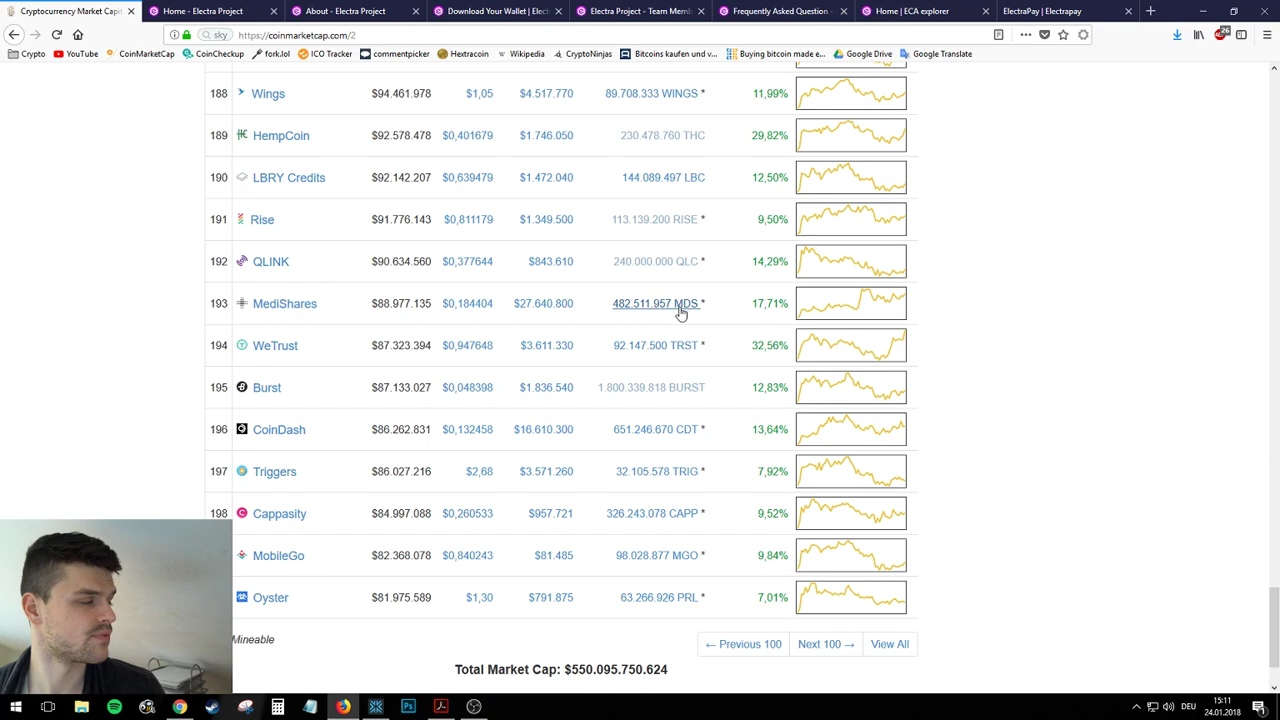 Cryptocurrency Market Capit
Home - Electra Project
About - Electra Project
Download Your Wallet | Elec
Electra Project - Team Mem
Frequently Asked Question -
Home | ECA explorer
ElectraPay | Electrapay
sky
https://coinmarketcap.com/2
26
Crypto YouTube CoinMarketCap CoinCheckup fork.lol ICO Tracker commentpicker Hextracoin Wikipedia CryptoNinjas Bitcoins kaufen und v... Buying bitcoin made e... Google Drive Google Translate
188 Wings $94.461.978 $1,05 $4.517.770 89.708.333 WINGS * 11,99%
189 HempCoin $92.578.478 $0,401679 $1.746.050 230.478.760 THC 29,82%
190 LBRY Credits $92.142.207 $0,639479 $1.472.040 144.089.497 LBC 12,50%
191 Rise $91.776.143 $0,811179 $1.349.500 113.139.200 RISE * 9,50%
192 QLINK $90.634.560 $0,377644 $843.610 240.000.000 QLC * 14,29%
193 MediShares $88.977.135 $0,184404 $27.640.800 482.511.957 MDS * 17,71%
194 WeTrust $87.323.394 $0,947648 $3.611.330 92.147.500 TRST * 32,56%
195 Burst $87.133.027 $0,048398 $1.836.540 1.800.339.818 BURST 12,83%
196 CoinDash $86.262.831 $0,132458 $16.610.300 651.246.670 CDT * 13,64%
197 Triggers $86.027.216 $2,68 $3.571.260 32.105.578 TRIG * 7,92%
198 Cappasity $84.997.088 $0,260533 $957.721 326.243.078 CAPP * 9,52%
MobileGo $82.368.078 $0,840243 $81.485 98.028.877 MGO * 9,84%
Oyster $81.975.589 $1,30 $791.875 63.266.926 PRL * 7,01%
Mineable
← Previous 100 Next 100 → View All
Total Market Cap: $550.095.750.624
DEU
15:11
24.01.2018